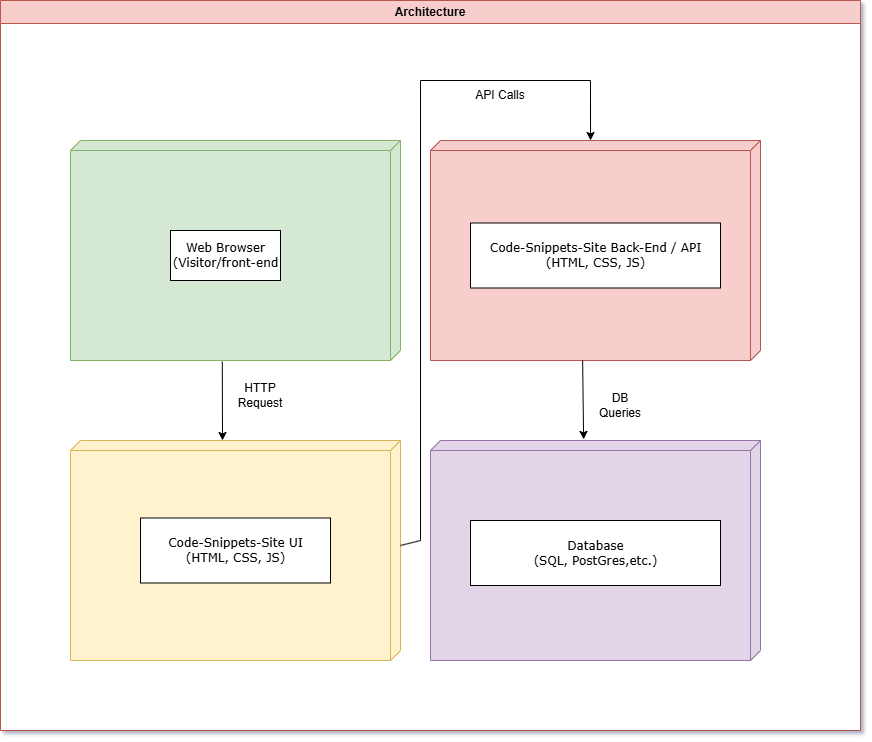 Architecture
API Calls
Web Browser
(Visitor/front-end
Code-Snippets-Site Back-End / API
(HTML, CSS, JS)
HTTP
Request
DB
Queries
Code-Snippets-Site UI
(HTML, CSS, JS)
Database
(SQL, PostGres,etc.)